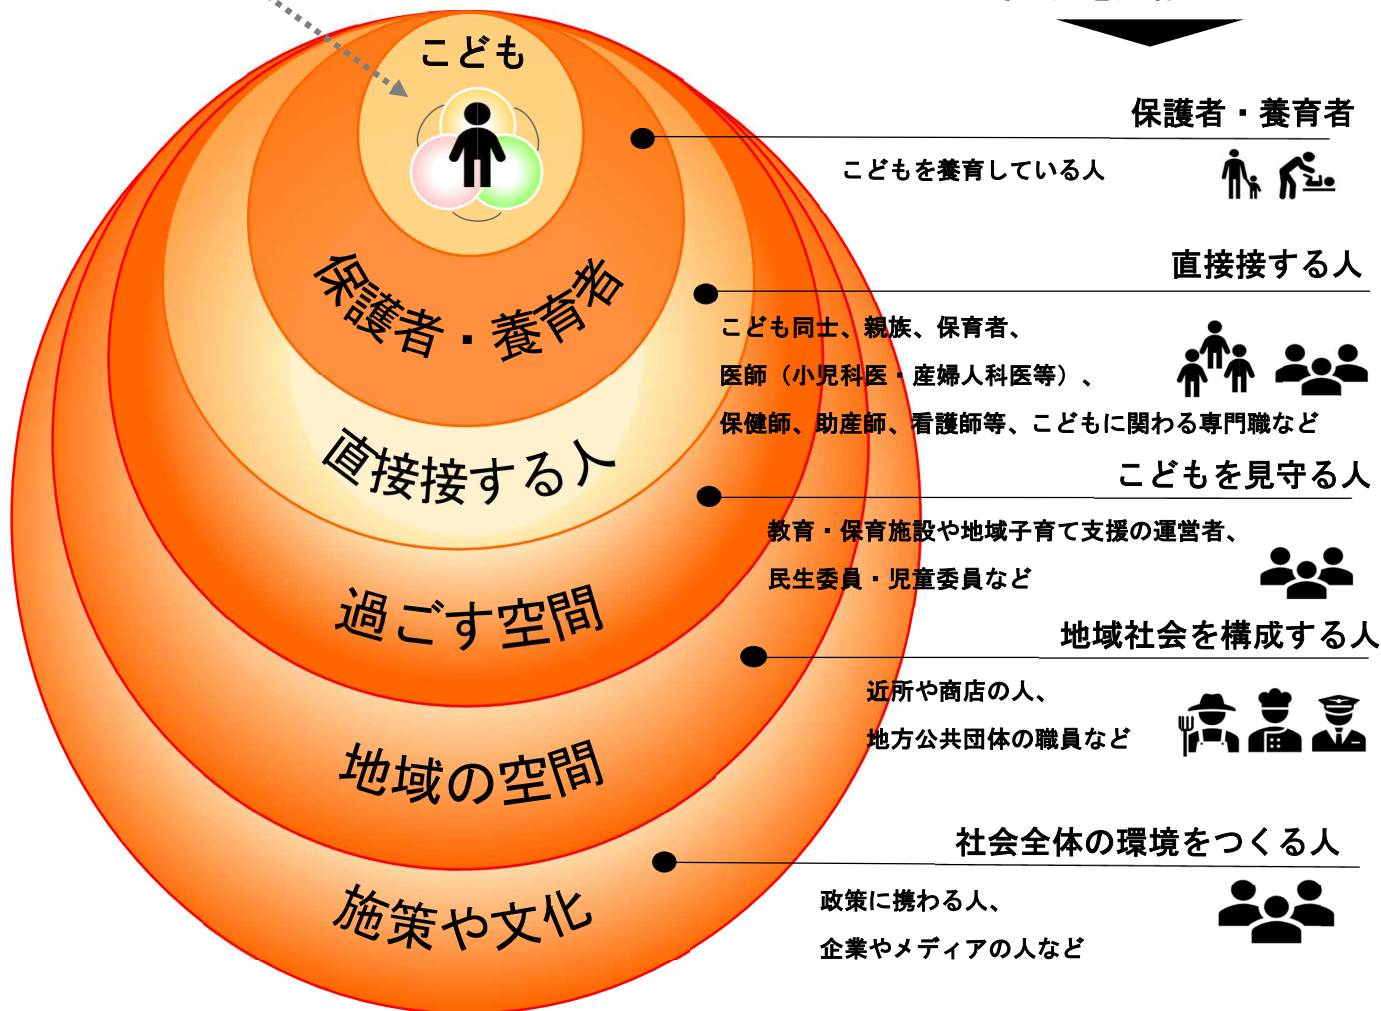 こども
保護者・養育者
直接接する人
過ごす空間
地域の空間
施策や文化
保護者・養育者
こどもを養育している人
直接接する人
こども同士、親族、保育者、
医師（小児科医・産婦人科医等）、
保健師、助産師、看護師等、こどもに関わる専門職など
こどもを見守る人
教育・保育施設や地域子育て支援の運営者、
民生委員・児童委員など
地域社会を構成する人
近所や商店の人、
地方公共団体の職員など
社会全体の環境をつくる人
政策に携わる人、
企業やメディアの人など